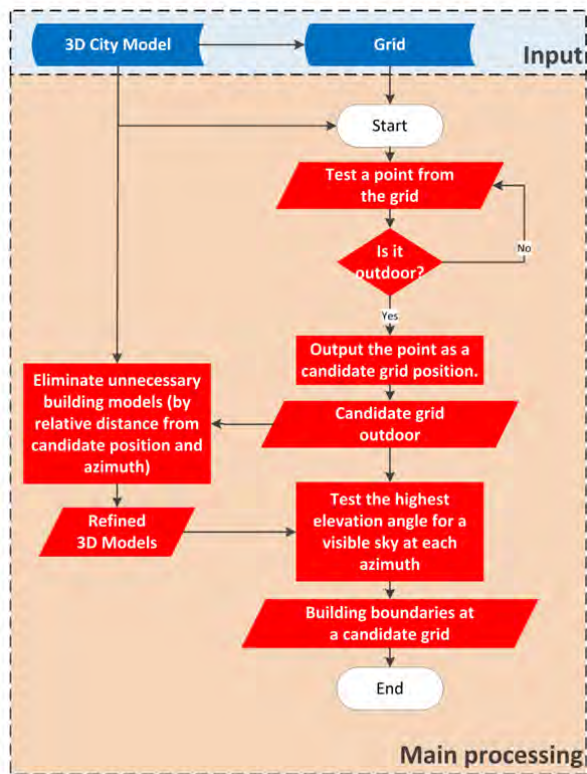 3D City Model
Grid
Input
Start
Test a point from
the grid
No
Is it
outdoor?
Yes
Output the point as a
candidate grid position.
Eliminate unnecessary
building models (by
relative distance from
candidate position and
azimuth)
Candidate grid
outdoor
Test the highest
elevation angle for a
visible sky at each
azimuth
Refined
3D Models
Building boundaries at
a candidate grid
End
Main processing